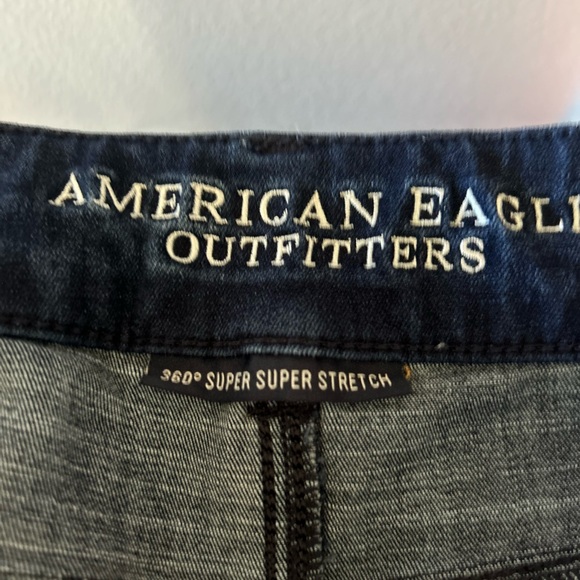 AMERICAN EAGL
OUTFITTERS
360° SUPER SUPER STRETCH